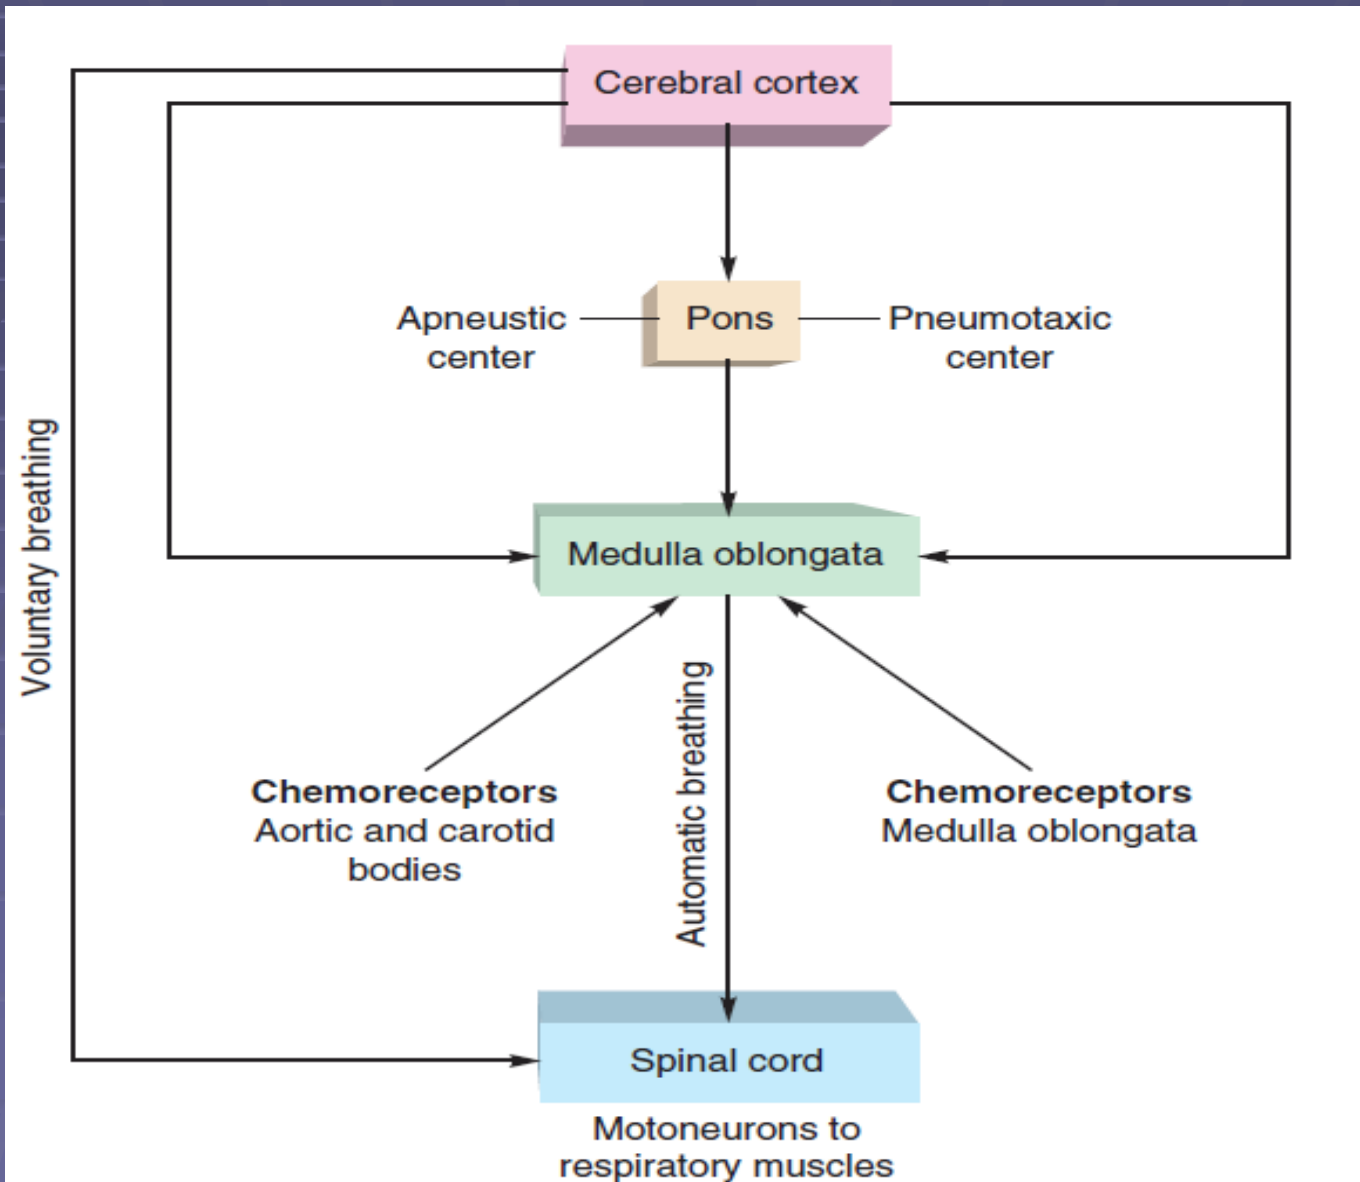 Cerebral cortex
Apneustic
center
Pons
Pneumotaxic
center
Voluntary breathing
Medulla oblongata
Automatic breathing
Chemoreceptors
Aortic and carotid
bodies
Chemoreceptors
Medulla oblongata
Spinal cord
Motoneurons to
respiratory muscles